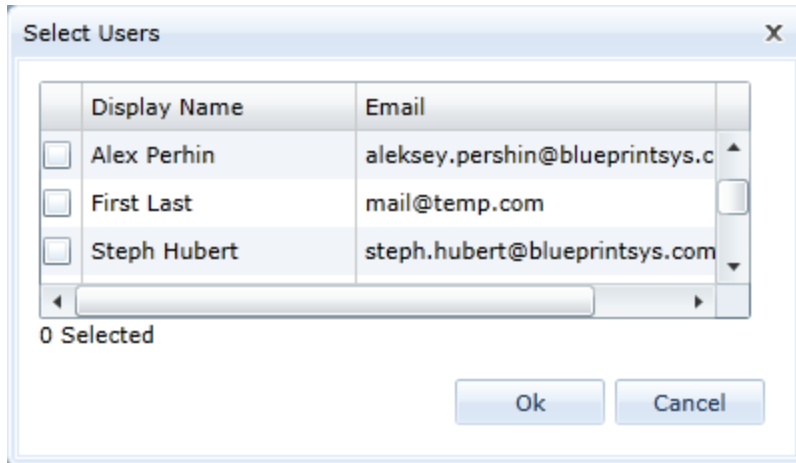 Select Users x
Display Name Email
Alex Perhin aleksey.pershin@blueprintsys.c
First Last mail@temp.com
Steph Hubert steph.hubert@blueprintsys.com
0 Selected
Ok Cancel